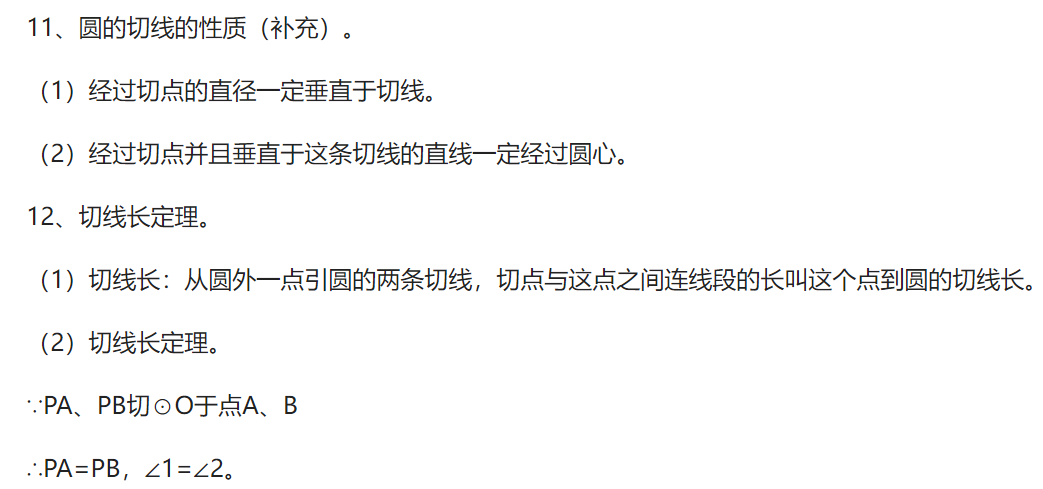 11、圆的切线的性质（补充）。
（1）经过切点的直径一定垂直于切线。
（2）经过切点并且垂直于这条切线的直线一定经过圆心。
12、切线长定理。
（1）切线长：从圆外一点引圆的两条切线，切点与这点之间连线段的长叫这个点到圆的切线长。
（2）切线长定理。
∵PA、PB切⊙O于点A、B
∴PA=PB，∠1=∠2。